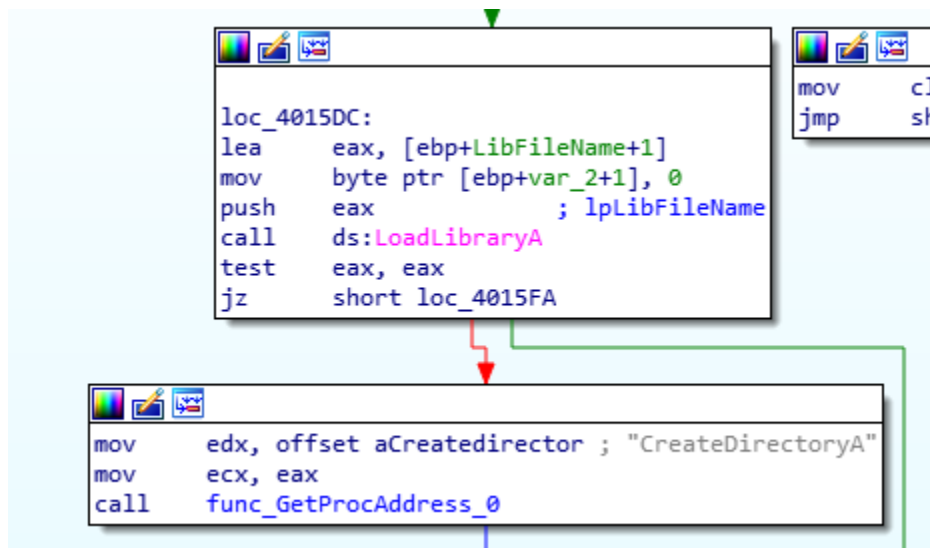 loc_4015DC:
lea     eax, [ebp+LibFileName+1]
mov     byte ptr [ebp+var_2+1], 0
push    eax             ; lpLibFileName
call    ds:LoadLibraryA
test    eax, eax
jz      short loc_4015FA
mov
jmp
mov     edx, offset aCreatedirector ; "CreateDirectoryA"
mov     ecx, eax
call    func_GetProcAddress_0